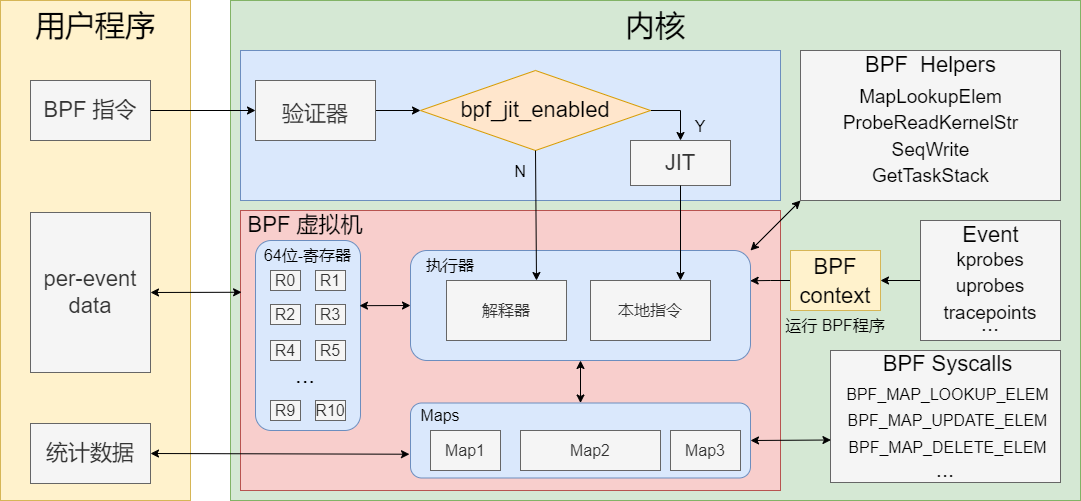 用户程序
BPF 指令
per-event
data
统计数据
内核
验证器
bpf_jit_enabled
Y
N
JIT
BPF Helpers
MapLookupElem
ProbeReadKernelStr
SeqWrite
GetTaskStack
BPF 虚拟机
64位-寄存器
R0 R1
R2 R3
R4 R5
...
R9 R10
执行器
解释器
本地指令
Maps
Map1
Map2
Map3
BPF
context
运行 BPF程序
Event
kprobes
uprobes
tracepoints
...
BPF Syscalls
BPF_MAP_LOOKUP_ELEM
BPF_MAP_UPDATE_ELEM
BPF_MAP_DELETE_ELEM
...